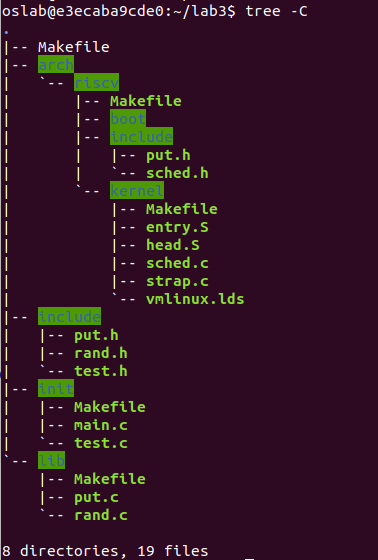 oslab@e3ecaba9cde0:~/lab3$ tree -C
.
|-- Makefile
|-- arch
|   `-- riscv
|       |-- Makefile
|       |-- boot
|       |-- include
|       |   |-- put.h
|       |   `-- sched.h
|       `-- kernel
|           |-- Makefile
|           |-- entry.S
|           |-- head.S
|           |-- sched.c
|           |-- strap.c
|           `-- vmlinux.lds
|-- include
|   |-- put.h
|   |-- rand.h
|   `-- test.h
|-- init
|   |-- Makefile
|   |-- main.c
|   `-- test.c
`-- lib
    |-- Makefile
    |-- put.c
    `-- rand.c

8 directories, 19 files